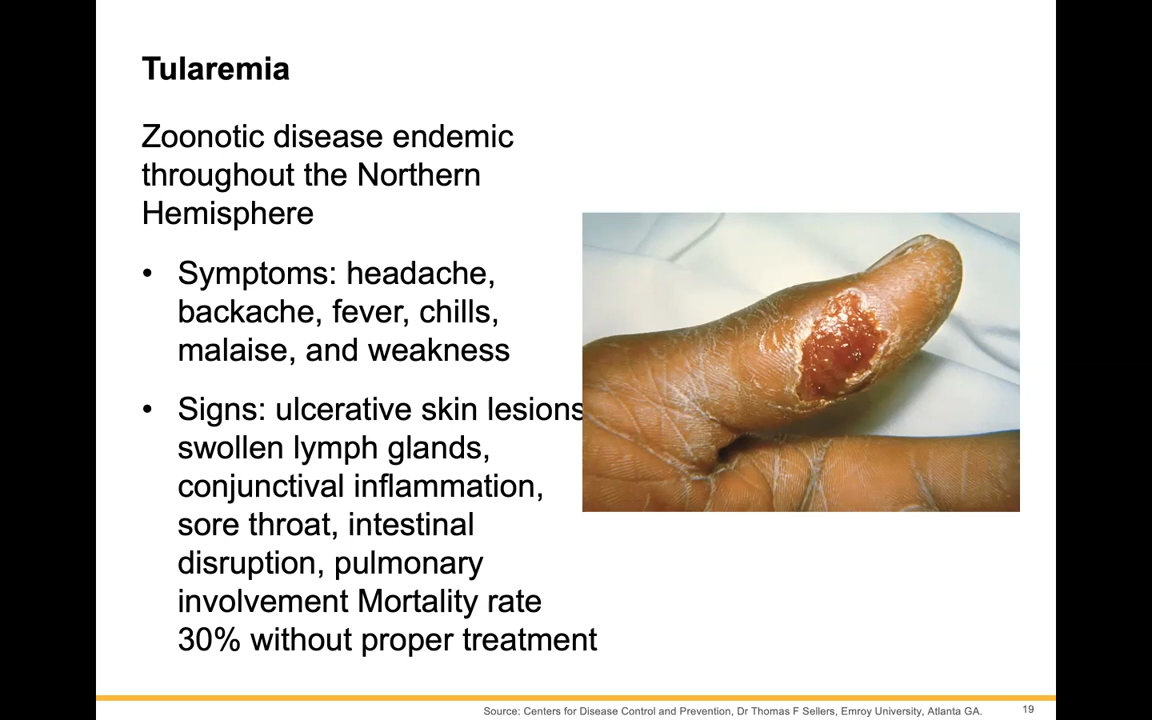 Tularemia
Zoonotic disease endemic
throughout the Northern
Hemisphere
• Symptoms: headache,
backache, fever, chills,
malaise, and weakness
• Signs: ulcerative skin lesions
swollen lymph glands,
conjunctival inflammation,
sore throat, intestinal
disruption, pulmonary
involvement Mortality rate
30% without proper treatment
Source: Centers for Disease Control and Prevention, Dr Thomas F Sellers, Emroy University, Atlanta GA.
19